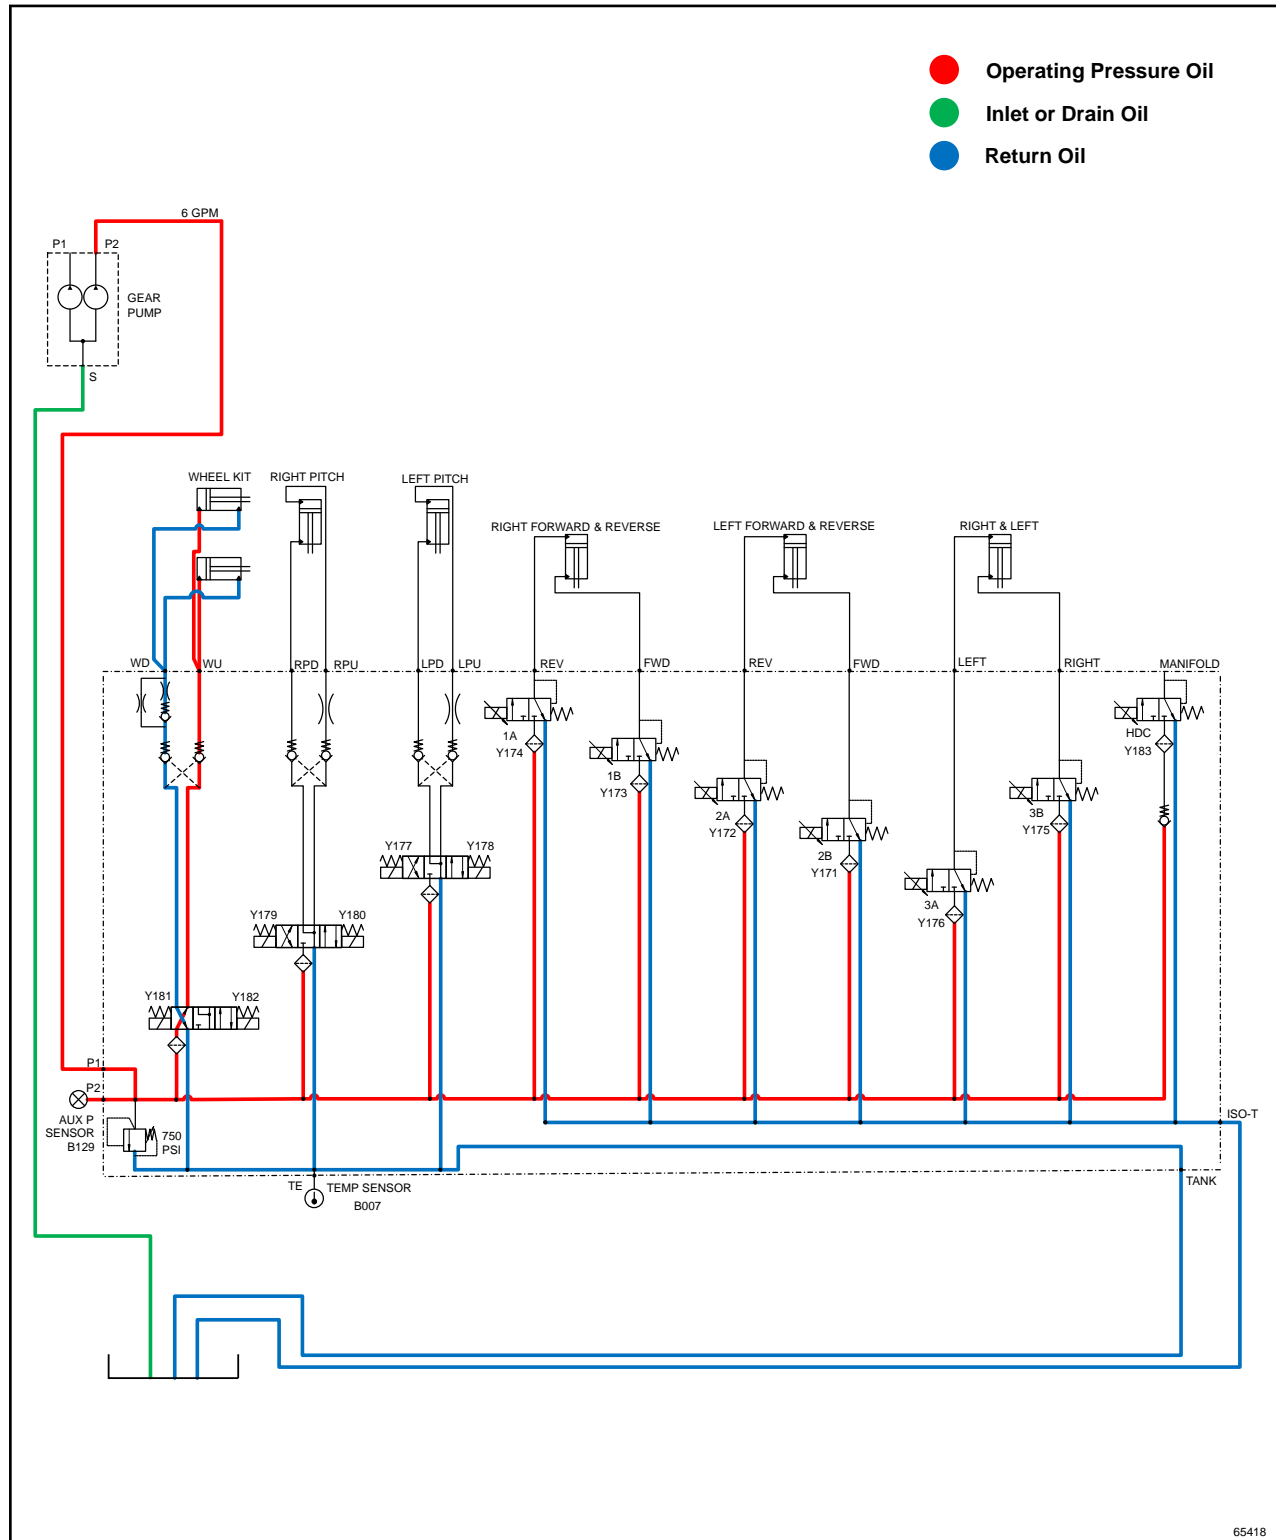 Operating Pressure Oil
Inlet or Drain Oil
Return Oil
6 GPM
P1
P2
GEAR
PUMP
S
WHEEL KIT
RIGHT PITCH
LEFT PITCH
RIGHT FORWARD & REVERSE
LEFT FORWARD & REVERSE
RIGHT & LEFT
WD
WU
RPD
RPU
LPD
LPU
REV
FWD
REV
FWD
LEFT
RIGHT
MANIFOLD
1A
Y174
1B
Y173
2A
Y172
2B
Y171
3A
Y176
3B
Y175
HDC
Y183
Y177
Y178
Y179
Y180
Y181
Y182
P1
P2
AUX P
SENSOR
B129
750
PSI
ISO-T
TE
TEMP SENSOR
B007
TANK
65418